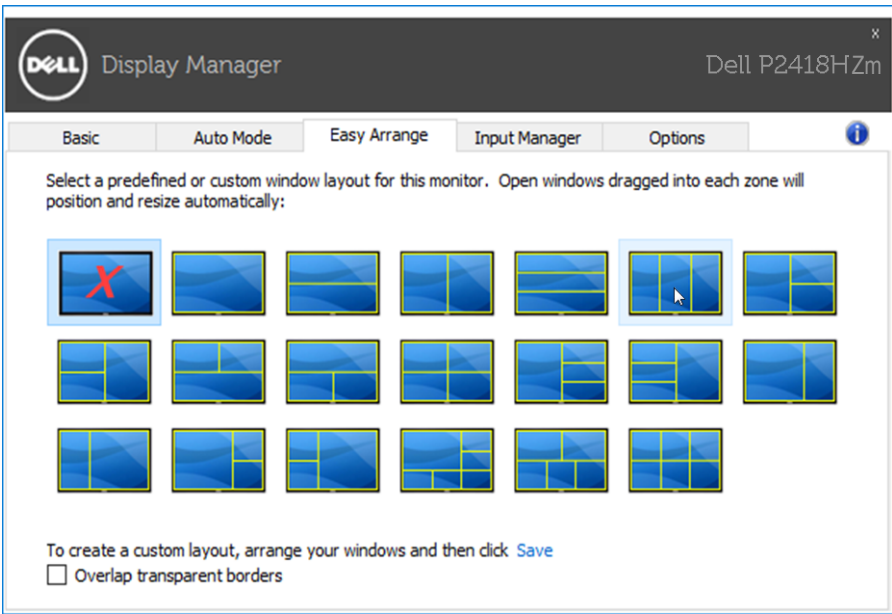 x
DELL Display Manager
Dell P2418HZm
Basic Auto Mode Easy Arrange Input Manager Options i
Select a predefined or custom window layout for this monitor. Open windows dragged into each zone will
position and resize automatically:
X
To create a custom layout, arrange your windows and then click Save
Overlap transparent borders